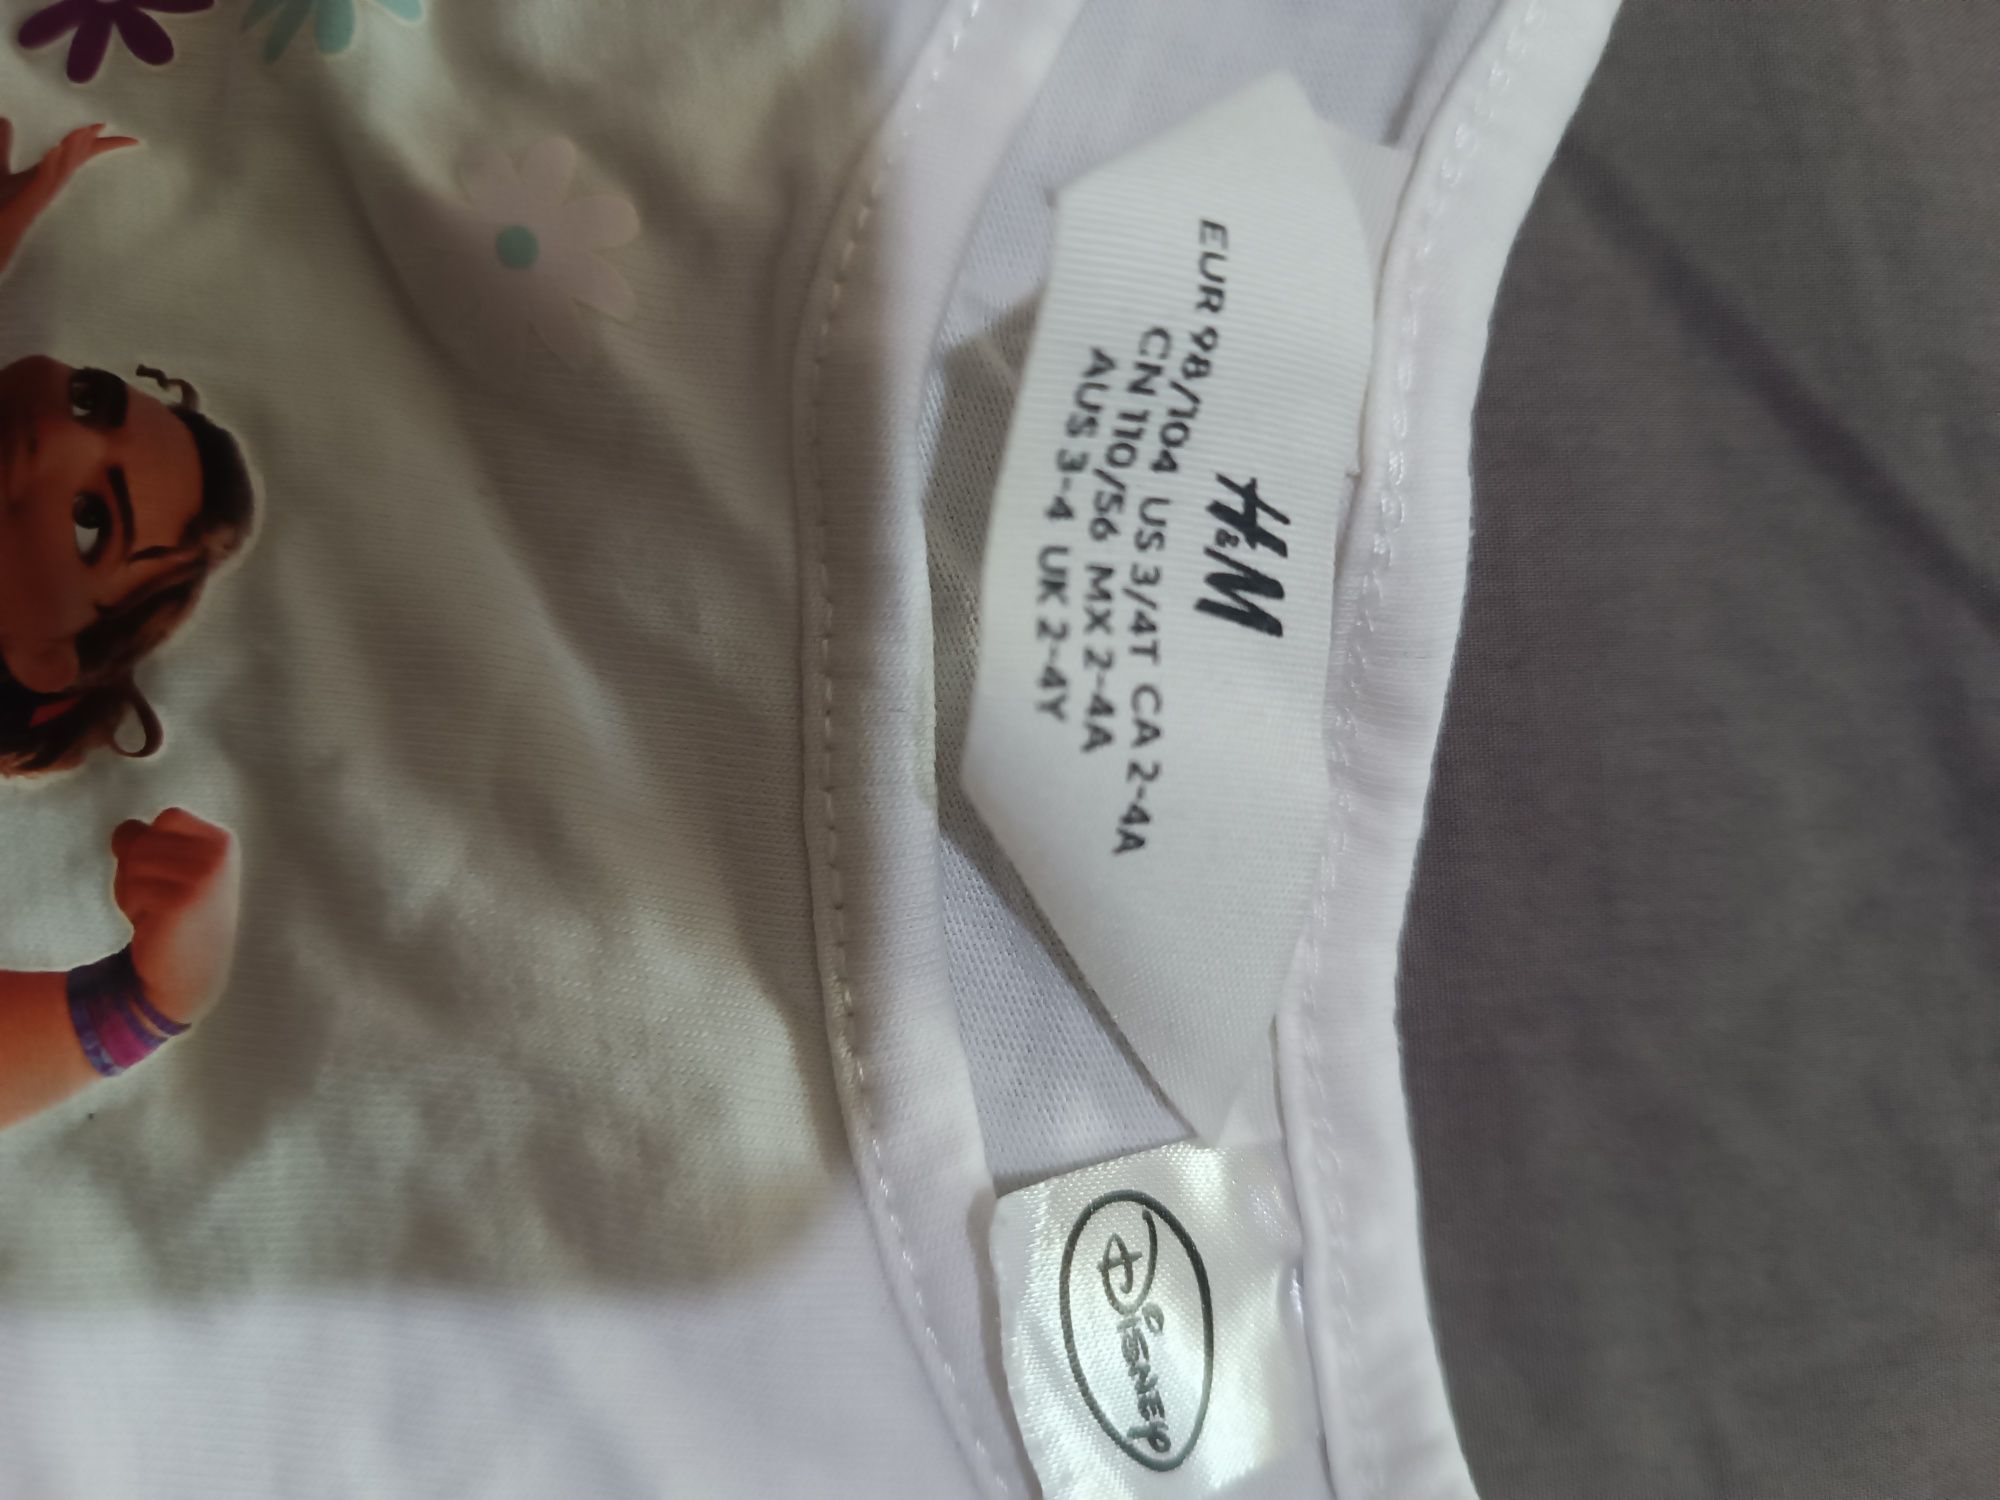 H&M
EUR 98/104 US 3/4T CA 2-4A
CN 110/56 MX 2-4A
AUS 3-4 UK 2-4Y
Disney